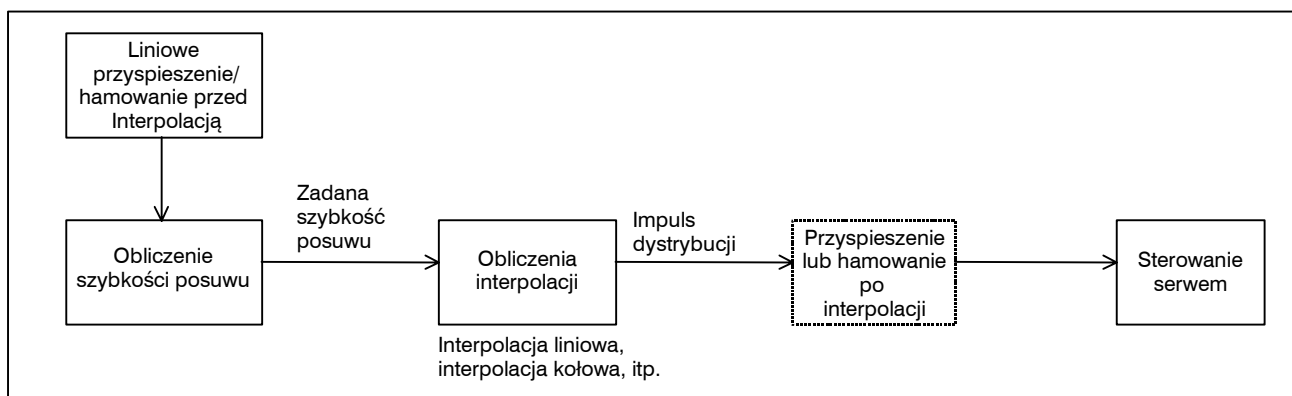 Liniowe
przyspieszenie/
hamowanie przed
Interpolacją
Zadana
szybkość
posuwu
Obliczenie
szybkości posuwu
Obliczenia
interpolacji
Impuls
dystrybucji
Przyspieszenie
lub hamowanie
po
interpolacji
Sterowanie
serwem
Interpolacja liniowa,
interpolacja kołowa, itp.